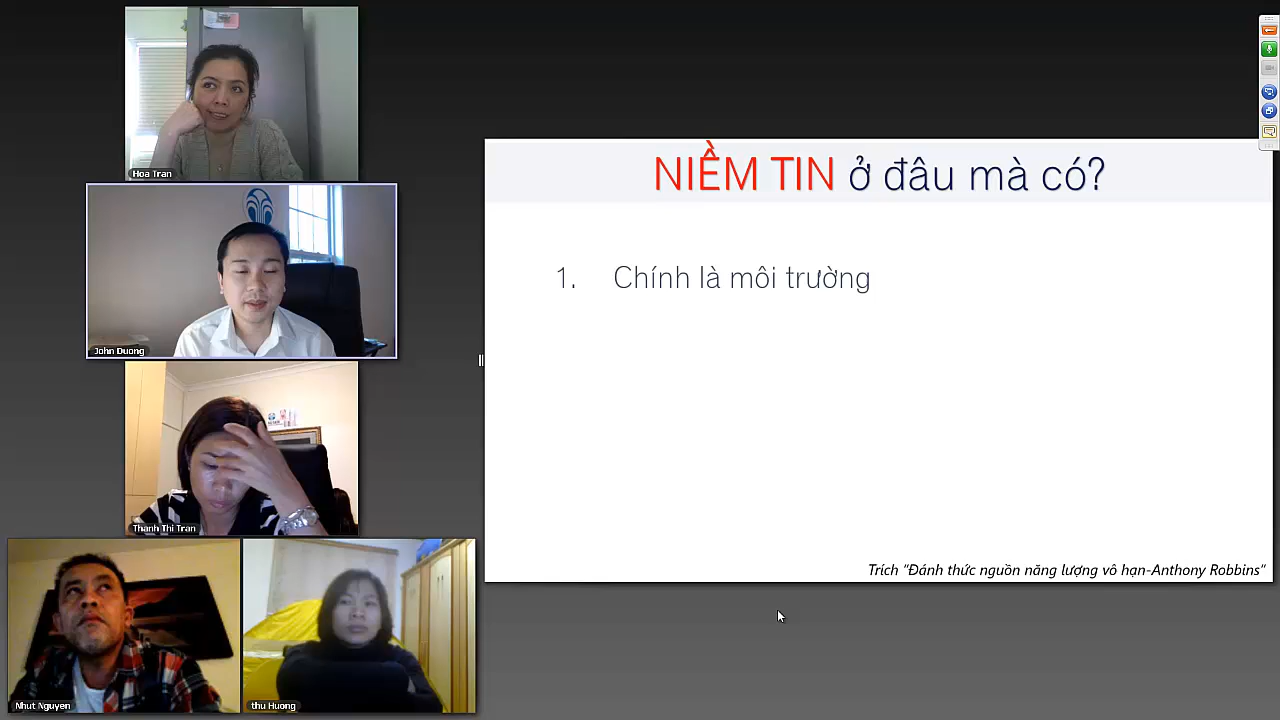 Hoa Tran
John Duong
Thanh Thi Tran
Nhut Nguyen
thu Huong
NIỀM TIN ở đâu mà có?
1. Chính là môi trường
Trích "Đánh thức nguồn năng lượng vô hạn-Anthony Robbins"